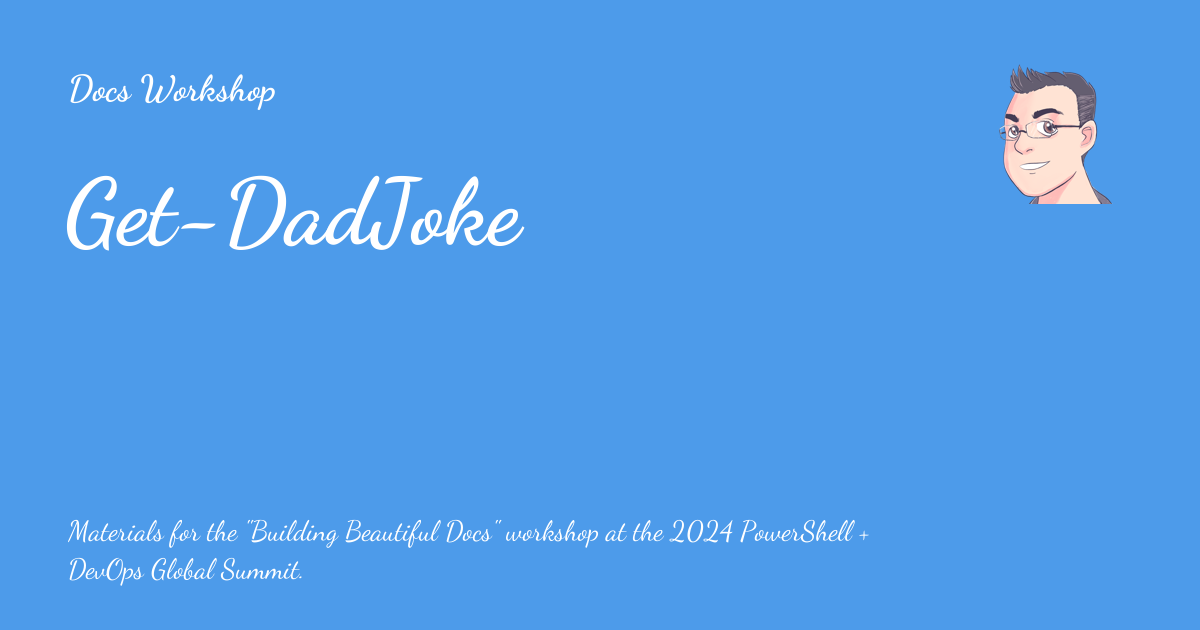 Docs Workshop
Get-DadJoke
Materials for the "Building Beautiful Docs" workshop at the 2024 PowerShell +
DevOps Global Summit.